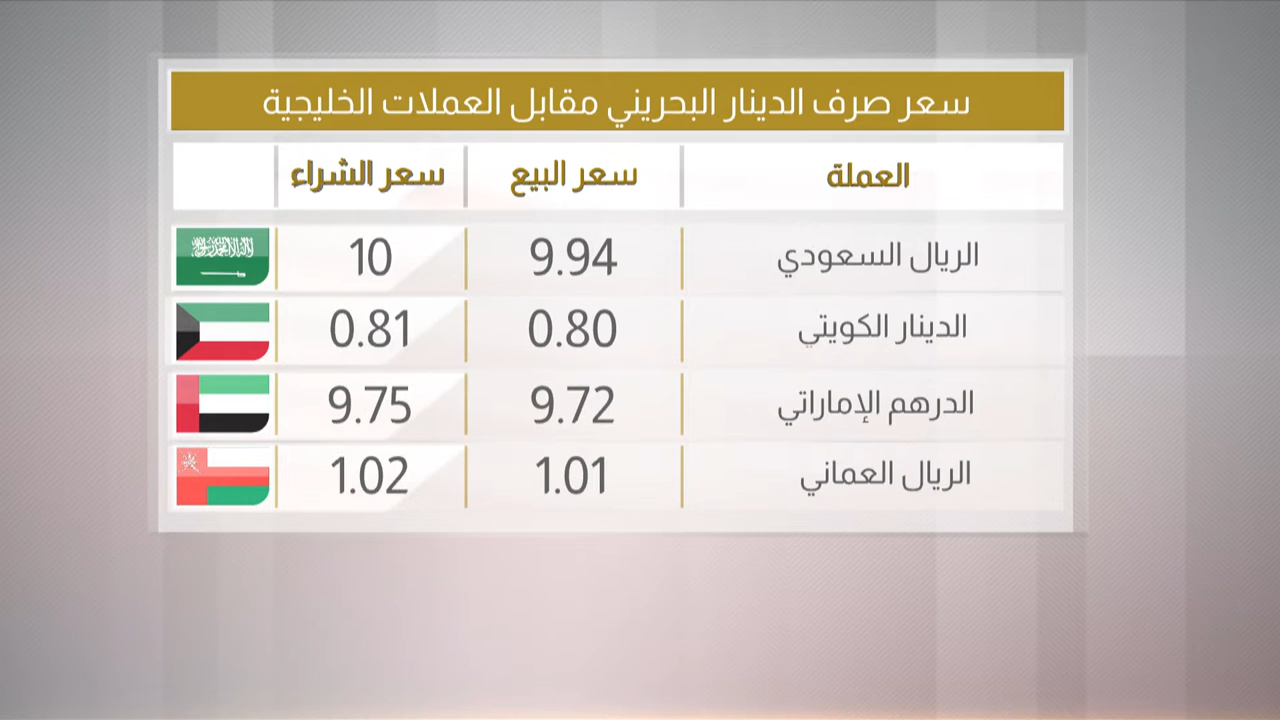 سعر صرف الدينار البحريني مقابل العملات الخليجية
العملة سعر البيع سعر الشراء
الريال السعودي 9.94 10
الدينار الكويتي 0.80 0.81
الدرهم الإماراتي 9.72 9.75
الريال العماني 1.01 1.02